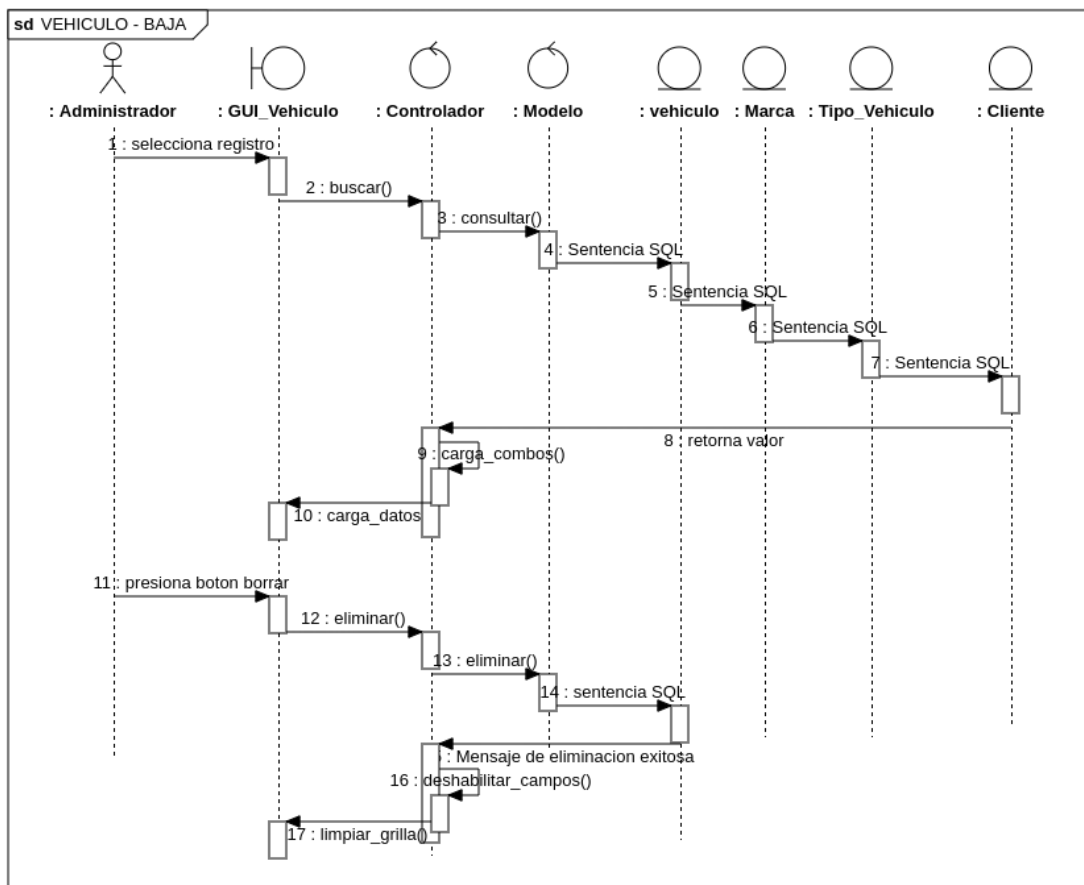 sd VEHICULO - BAJA
: Administrador
: GUI_Vehiculo
: Controlador
: Modelo
: vehiculo
: Marca
: Tipo_Vehiculo
: Cliente
1 : selecciona registro
2 : buscar()
3 : consultar()
4 : Sentencia SQL
5 : Sentencia SQL
6 : Sentencia SQL
7 : Sentencia SQL
8 : retorna valor
9 : carga_combos()
10 : carga_datos
11 : presiona boton borrar
12 : eliminar()
13 : eliminar()
14 : sentencia SQL
: Mensaje de eliminacion exitosa
16 : deshabilitar_campos()
17 : limpiar_grilla()